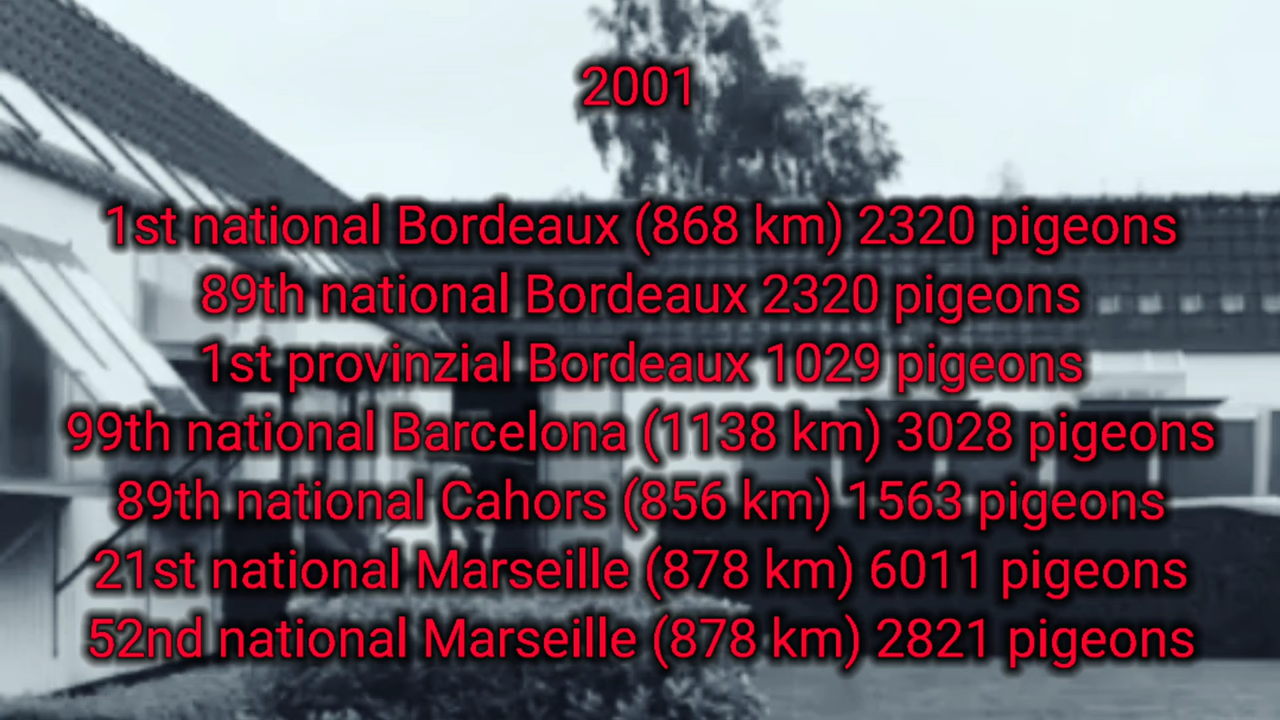 2001
1st national Bordeaux (868 km) 2320 pigeons
89th national Bordeaux 2320 pigeons
1st provinzial Bordeaux 1029 pigeons
99th national Barcelona (1138 km) 3028 pigeons
89th national Cahors (856 km) 1563 pigeons
21st national Marseille (878 km) 6011 pigeons
52nd national Marseille (878 km) 2821 pigeons